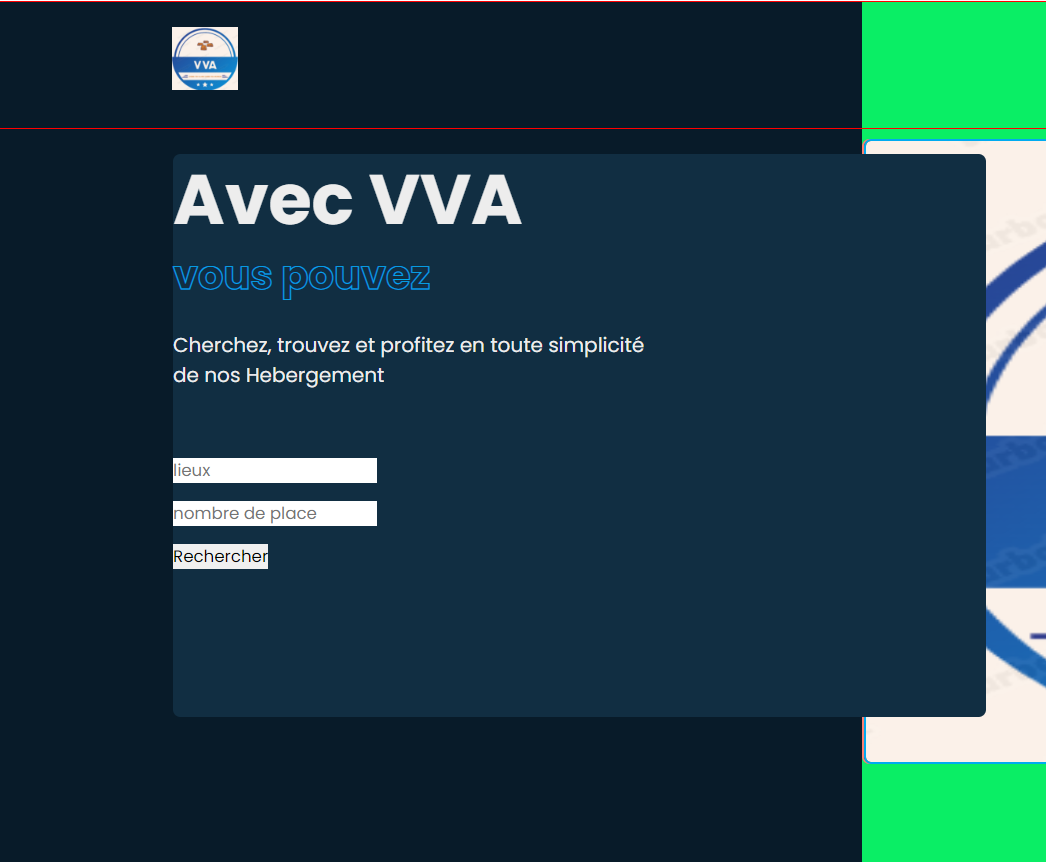 VVA
Avec VVA
vous pouvez
Cherchez, trouvez et profitez en toute simplicité
de nos Hebergement
lieux
nombre de place
Rechercher